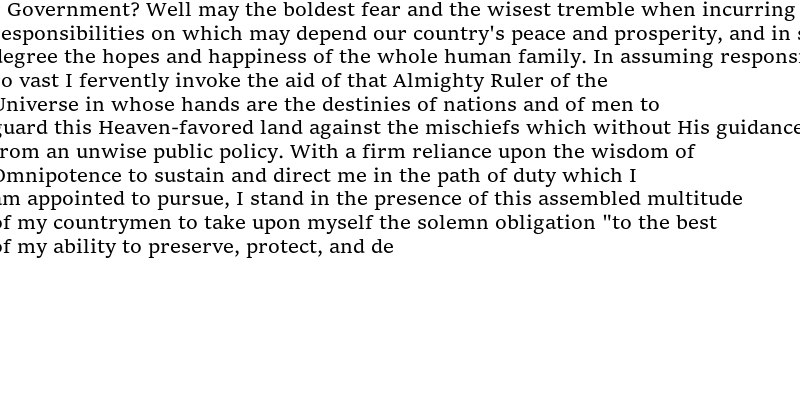 Government? Well may the boldest fear and the wisest tremble when incurring
esponsibilities on which may depend our country's peace and prosperity, and in s
degree the hopes and happiness of the whole human family. In assuming respons
o vast I fervently invoke the aid of that Almighty Ruler of the
Universe in whose hands are the destinies of nations and of men to
guard this Heaven-favored land against the mischiefs which without His guidance
rom an unwise public policy. With a firm reliance upon the wisdom of
Omnipotence to sustain and direct me in the path of duty which I
am appointed to pursue, I stand in the presence of this assembled multitude
of my countrymen to take upon myself the solemn obligation "to the best
of my ability to preserve, protect, and de